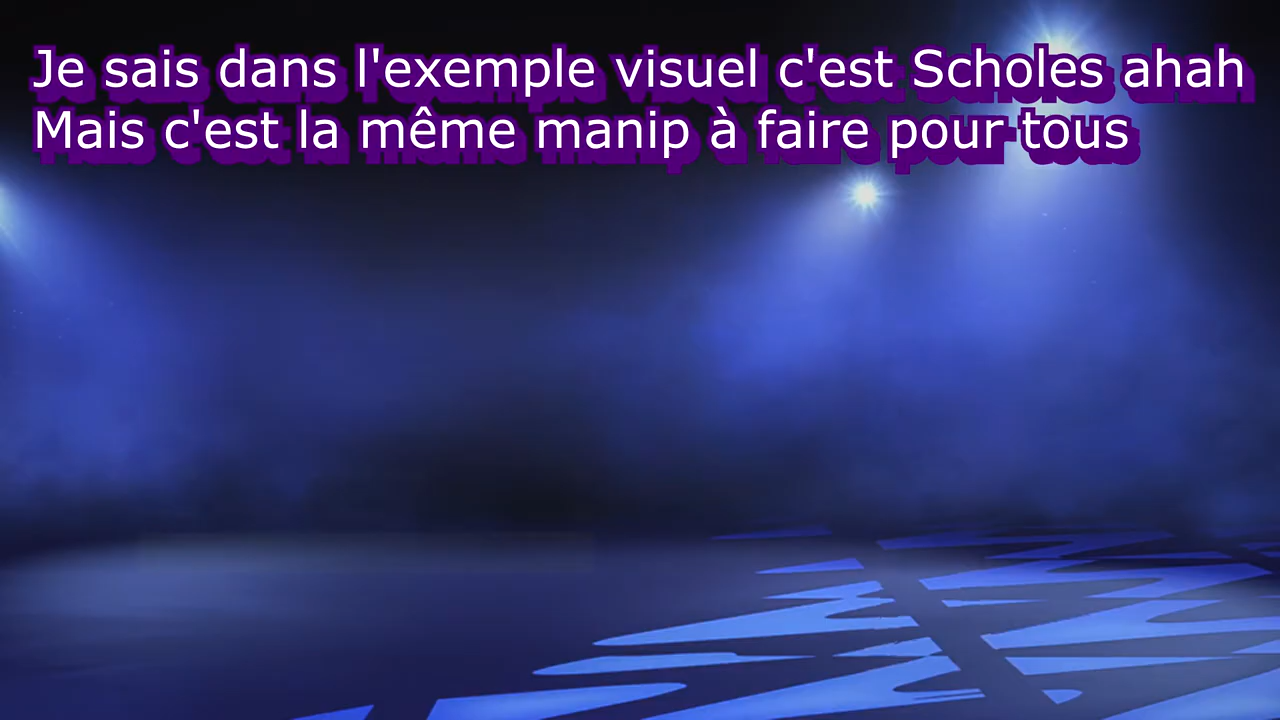 Je sais dans l'exemple visuel c'est Scholes ahah
Mais c'est la même manip à faire pour tous